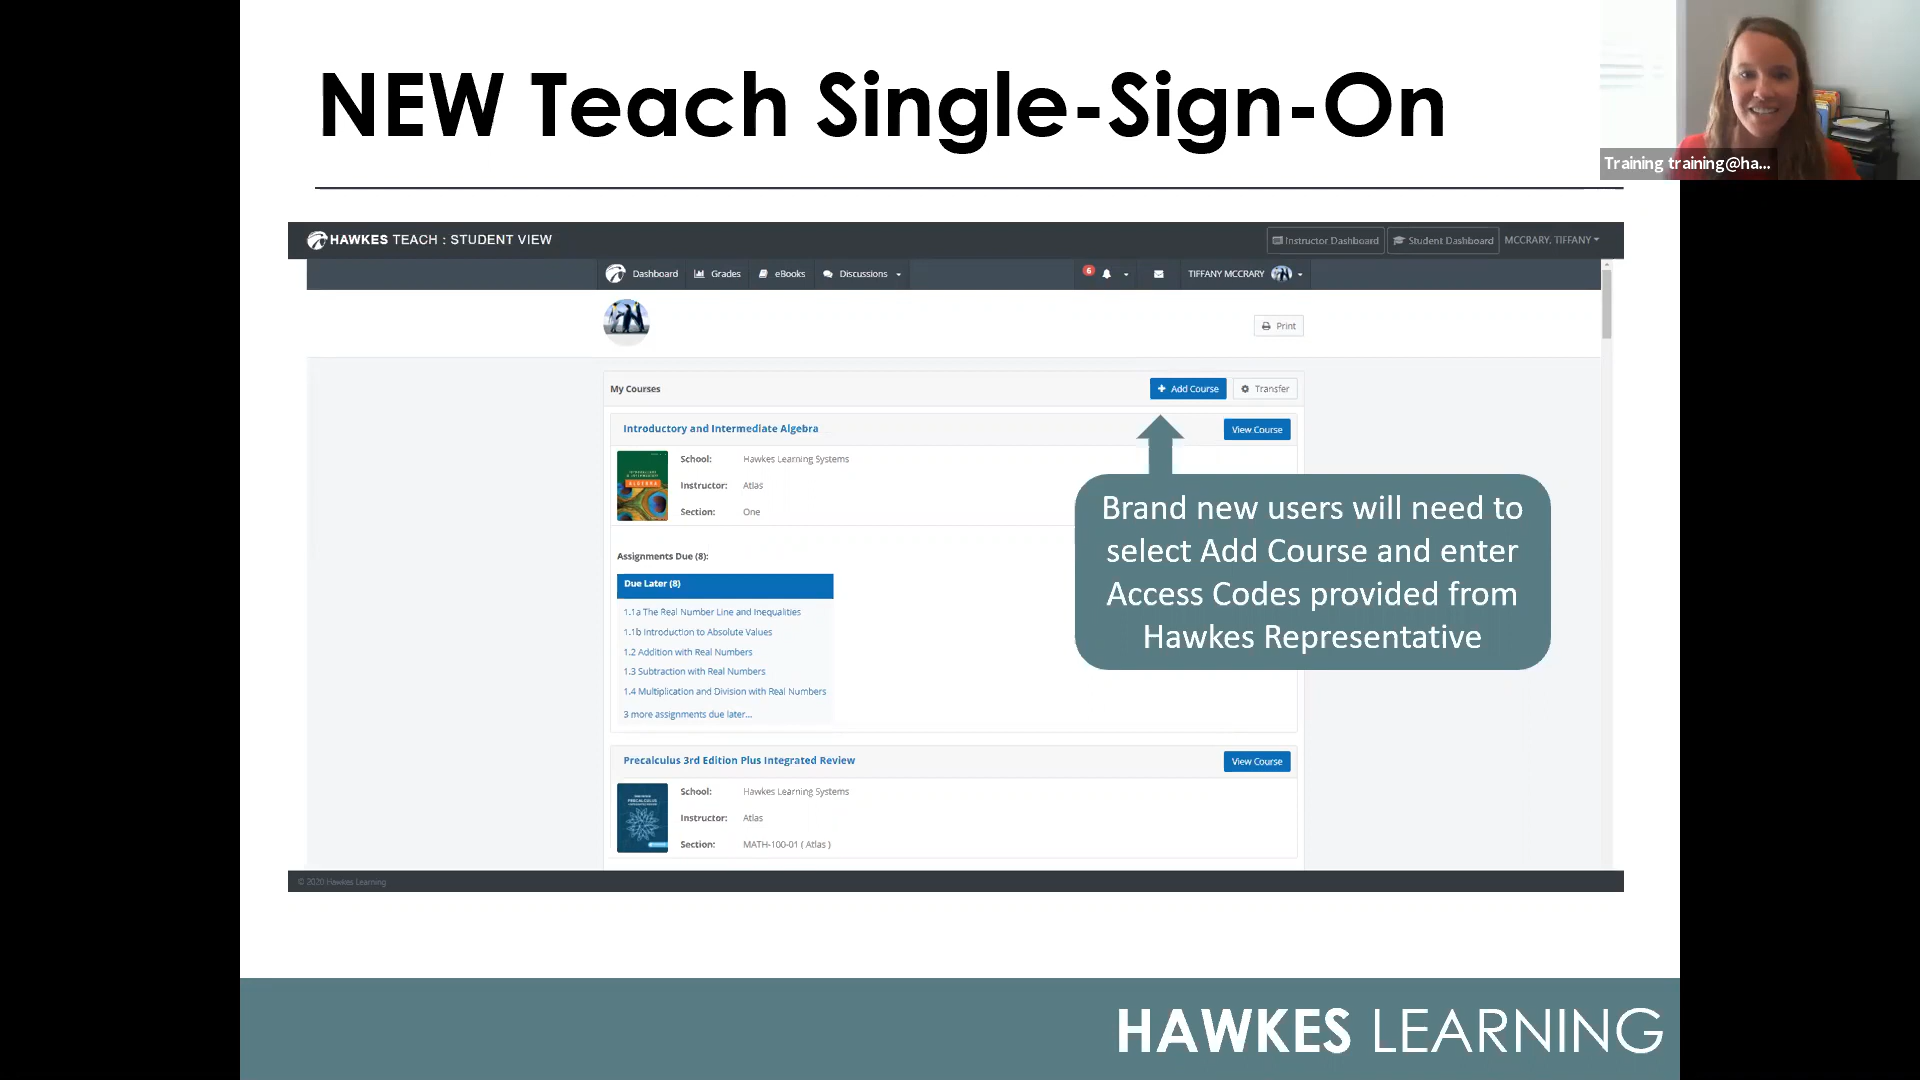 NEW Teach Single-Sign-On
Training training@ha...
HAWKES TEACH : STUDENT VIEW
Instructor Dashboard
Student Dashboard
MCCRARY, TIFFANY
Dashboard
Grades
eBooks
Discussions
6
TIFFANY MCCRARY
Print
My Courses
Add Course
Transfer
Introductory and Intermediate Algebra
View Course
School: Hawkes Learning Systems
Instructor: Atlas
Section: One
ALGEBRA
Assignments Due (8):
Due Later (8)
1.1a The Real Number Line and Inequalities
1.1b Introduction to Absolute Values
1.2 Addition with Real Numbers
1.3 Subtraction with Real Numbers
1.4 Multiplication and Division with Real Numbers
3 more assignments due later...
Brand new users will need to
select Add Course and enter
Access Codes provided from
Hawkes Representative
Precalculus 3rd Edition Plus Integrated Review
View Course
School: Hawkes Learning Systems
Instructor: Atlas
Section: MATH-100-01 ( Atlas )
PRECALCULUS
© 2020 Hawkes Learning
HAWKES LEARNING